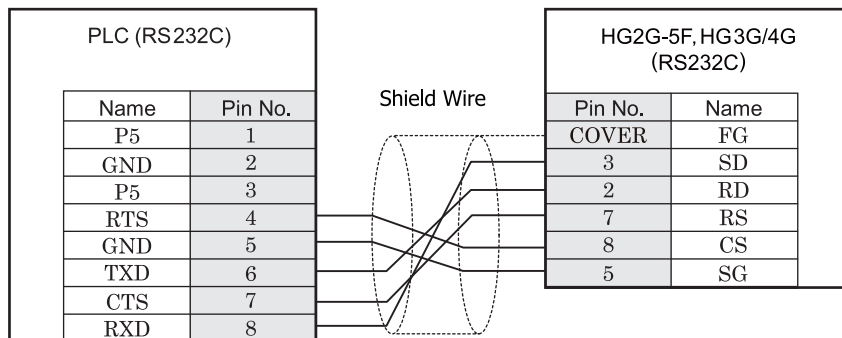 PLC (RS232C)
Name Pin No.
P5 1
GND 2
P5 3
RTS 4
GND 5
TXD 6
CTS 7
RXD 8
Shield Wire
HG2G-5F, HG3G/4G
(RS232C)
Pin No. Name
COVER FG
3 SD
2 RD
7 RS
8 CS
5 SG